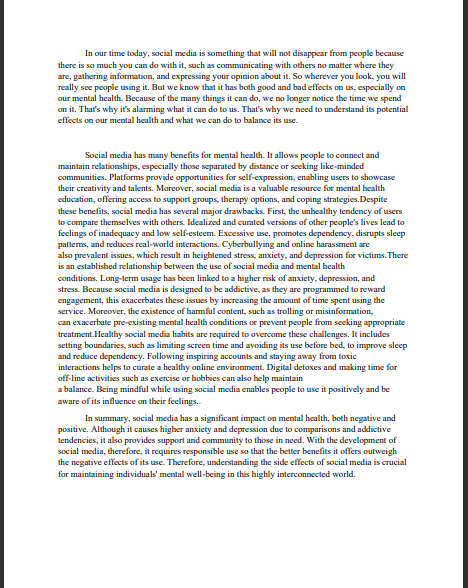 In our time today, social media is something that will not disappear from people because
there is so much you can do with it, such as communicating with others no matter where they
are, gathering information, and expressing your opinion about it. So wherever you look, you will
really see people using it. But we know that it has both good and bad effects on us, especially on
our mental health. Because of the many things it can do, we no longer notice the time we spend
on it. That's why it's alarming what it can do to us. That's why we need to understand its potential
effects on our mental health and what we can do to balance its use.
Social media has many benefits for mental health. It allows people to connect and
maintain relationships, especially those separated by distance or seeking like-minded
communities. Platforms provide opportunities for self-expression, enabling users to showcase
their creativity and talents. Moreover, social media is a valuable resource for mental health
education, offering access to support groups, therapy options, and coping strategies.Despite
these benefits, social media has several major drawbacks. First, the unhealthy tendency of users
to compare themselves with others. Idealized and curated versions of other people's lives lead to
feelings of inadequacy and low self-esteem. Excessive use, promotes dependency, disrupts sleep
patterns, and reduces real-world interactions. Cyberbullying and online harassment are
also prevalent issues, which result in heightened stress, anxiety, and depression for victims.There
is an established relationship between the use of social media and mental health
conditions. Long-term usage has been linked to a higher risk of anxiety, depression, and
stress. Because social media is designed to be addictive, as they are programmed to reward
engagement, this exacerbates these issues by increasing the amount of time spent using the
service. Moreover, the existence of harmful content, such as trolling or misinformation,
can exacerbate pre-existing mental health conditions or prevent people from seeking appropriate
treatment.Healthy social media habits are required to overcome these challenges. It includes
setting boundaries, such as limiting screen time and avoiding its use before bed, to improve sleep
and reduce dependency. Following inspiring accounts and staying away from toxic
interactions helps to curate a healthy online environment. Digital detoxes and making time for
off-line activities such as exercise or hobbies can also help maintain
a balance. Being mindful while using social media enables people to use it positively and be
aware of its influence on their feelings..
In summary, social media has a significant impact on mental health, both negative and
positive. Although it causes higher anxiety and depression due to comparisons and addictive
tendencies, it also provides support and community to those in need. With the development of
social media, therefore, it requires responsible use so that the better benefits it offers outweigh
the negative effects of its use. Therefore, understanding the side effects of social media is crucial
for maintaining individuals' mental well-being in this highly interconnected world.